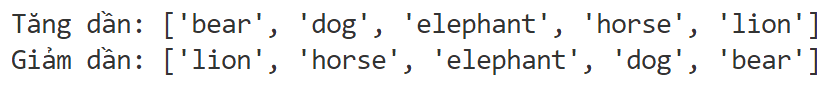 Tăng dần: ['bear', 'dog', 'elephant', 'horse', 'lion']
Giảm dần: ['lion', 'horse', 'elephant', 'dog', 'bear']